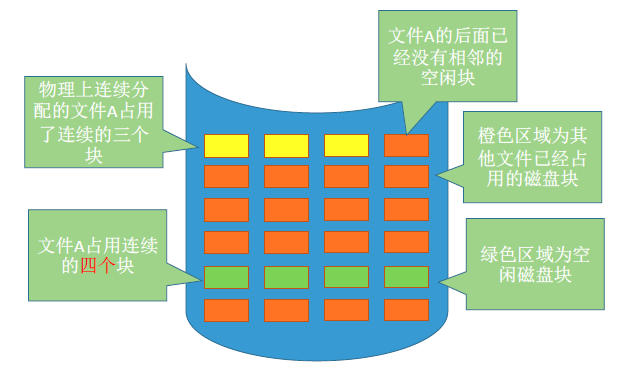 文件A的后面已
经没有相邻的
空闲块
物理上连续分
配的文件A占用
了连续的三个
块
橙色区域为其
他文件已经占
用的磁盘块
文件A占用连续
的四个块
绿色区域为空
闲磁盘块